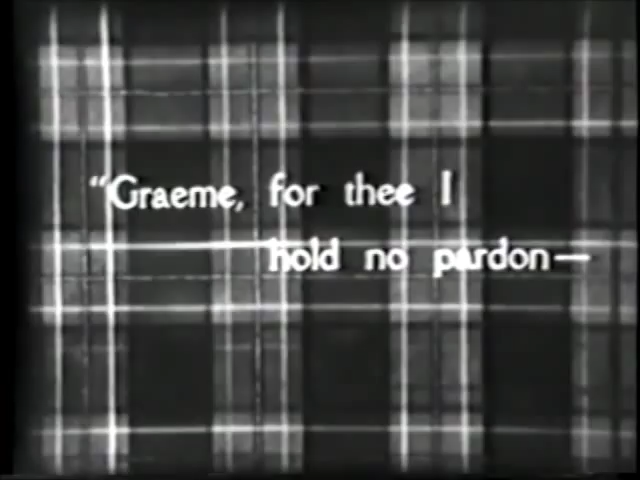 “Graeme, for thee I
hold no pardon—